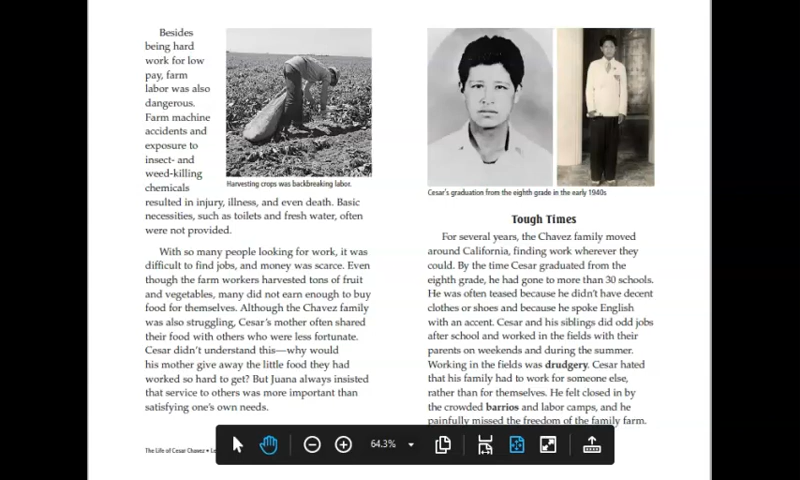 Besides
being hard
work for low
pay, farm
labor was also
dangerous.
Farm machine
accidents and
exposure to
insect- and
weed-killing
chemicals
resulted in injury, illness, and even death. Basic
necessities, such as toilets and fresh water, often
were not provided.
Harvesting crops was backbreaking labor.
With so many people looking for work, it was
difficult to find jobs, and money was scarce. Even
though the farm workers harvested tons of fruit
and vegetables, many did not earn enough to buy
food for themselves. Although the Chavez family
was also struggling, Cesar's mother often shared
their food with others who were less fortunate.
Cesar didn't understand this—why would
his mother give away the little food they had
worked so hard to get? But Juana always insisted
that service to others was more important than
satisfying one's own needs.
The Life of Cesar Chavez •
Cesar's graduation from the eighth grade in the early 1940s
Tough Times
For several years, the Chavez family moved
around California, finding work wherever they
could. By the time Cesar graduated from the
eighth grade, he had gone to more than 30 schools.
He was often teased because he didn't have decent
clothes or shoes and because he spoke English
with an accent. Cesar and his siblings did odd jobs
after school and worked in the fields with their
parents on weekends and during the summer.
Working in the fields was drudgery. Cesar hated
that his family had to work for someone else,
rather than for themselves. He felt closed in by
the crowded barrios and labor camps, and he
painfully missed the freedom of the family farm.
64.3%